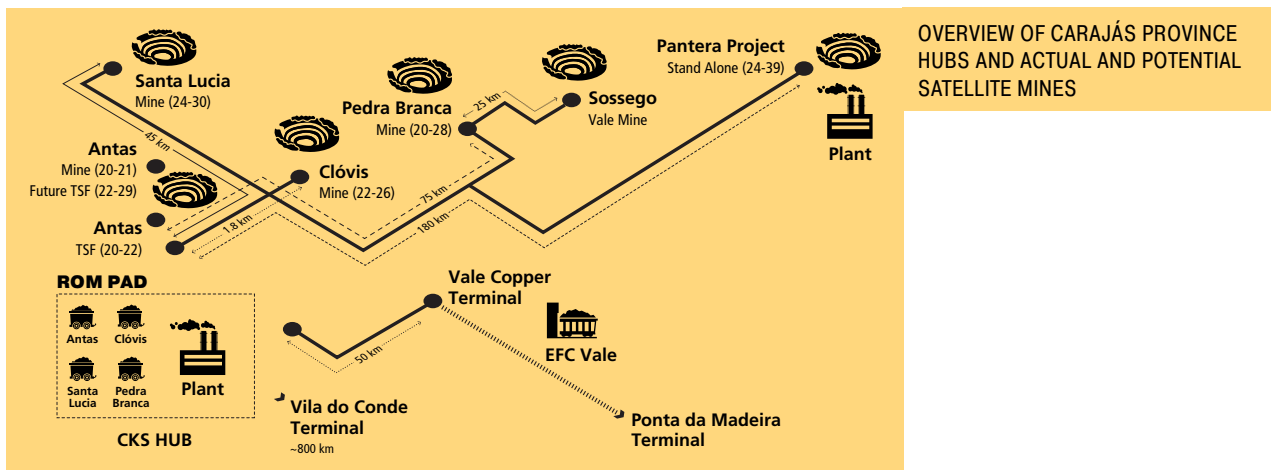 OVERVIEW OF CARAJÁS PROVINCE
HUBS AND ACTUAL AND POTENTIAL
SATELLITE MINES
Santa Lucia
Mine (24-30)
Pedra Branca
Mine (20-28)
25 km
Sossego
Vale Mine
Pantera Project
Stand Alone (24-39)
Plant
45 km
Antas
Mine (20-21)
Future TSF (22-29)
Clóvis
Mine (22-26)
Antas
TSF (20-22)
1.8 km
75 km
180 km
ROM PAD
Antas
Clóvis
Santa
Lucia
Pedra
Branca
Plant
CKS HUB
Vale Copper
Terminal
50 km
EFC Vale
Vila do Conde
Terminal
~800 km
Ponta da Madeira
Terminal